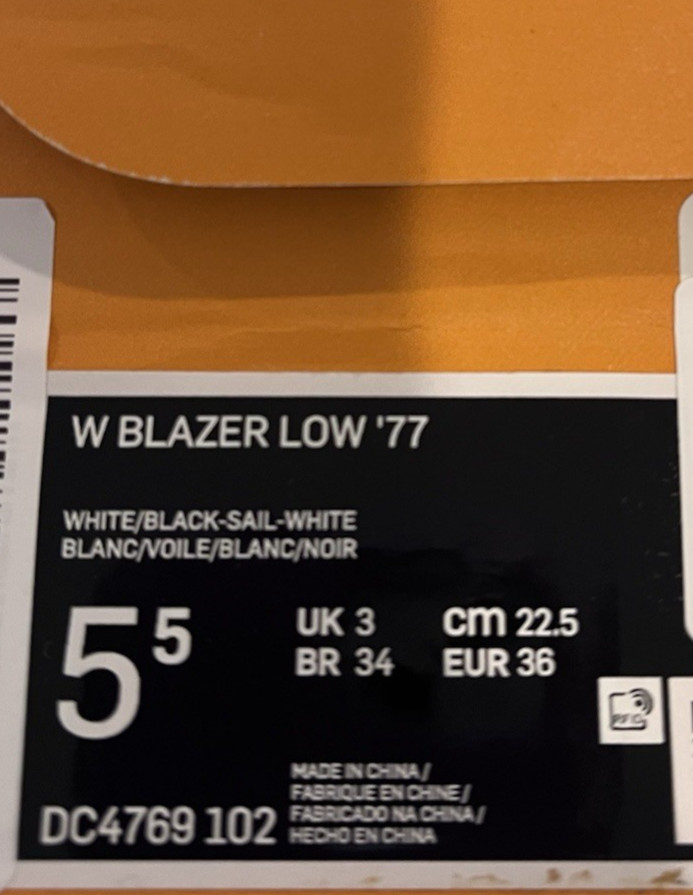 W BLAZER LOW '77
WHITE/BLACK-SAIL-WHITE
BLANC/VOILE/BLANC/NOIR
5 5
UK 3 cm 22.5
BR 34 EUR 36
RFID
MADE IN CHINA/
FABRIQUE EN CHINE/
FABRICADO NA CHINA/
HECHO EN CHINA
DC4769 102